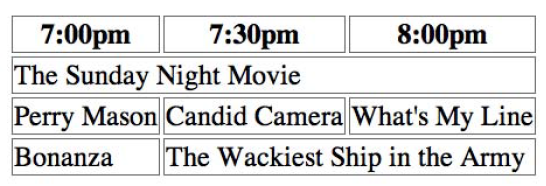 7:00pm 7:30pm 8:00pm
The Sunday Night Movie
Perry Mason Candid Camera What's My Line
Bonanza The Wackiest Ship in the Army